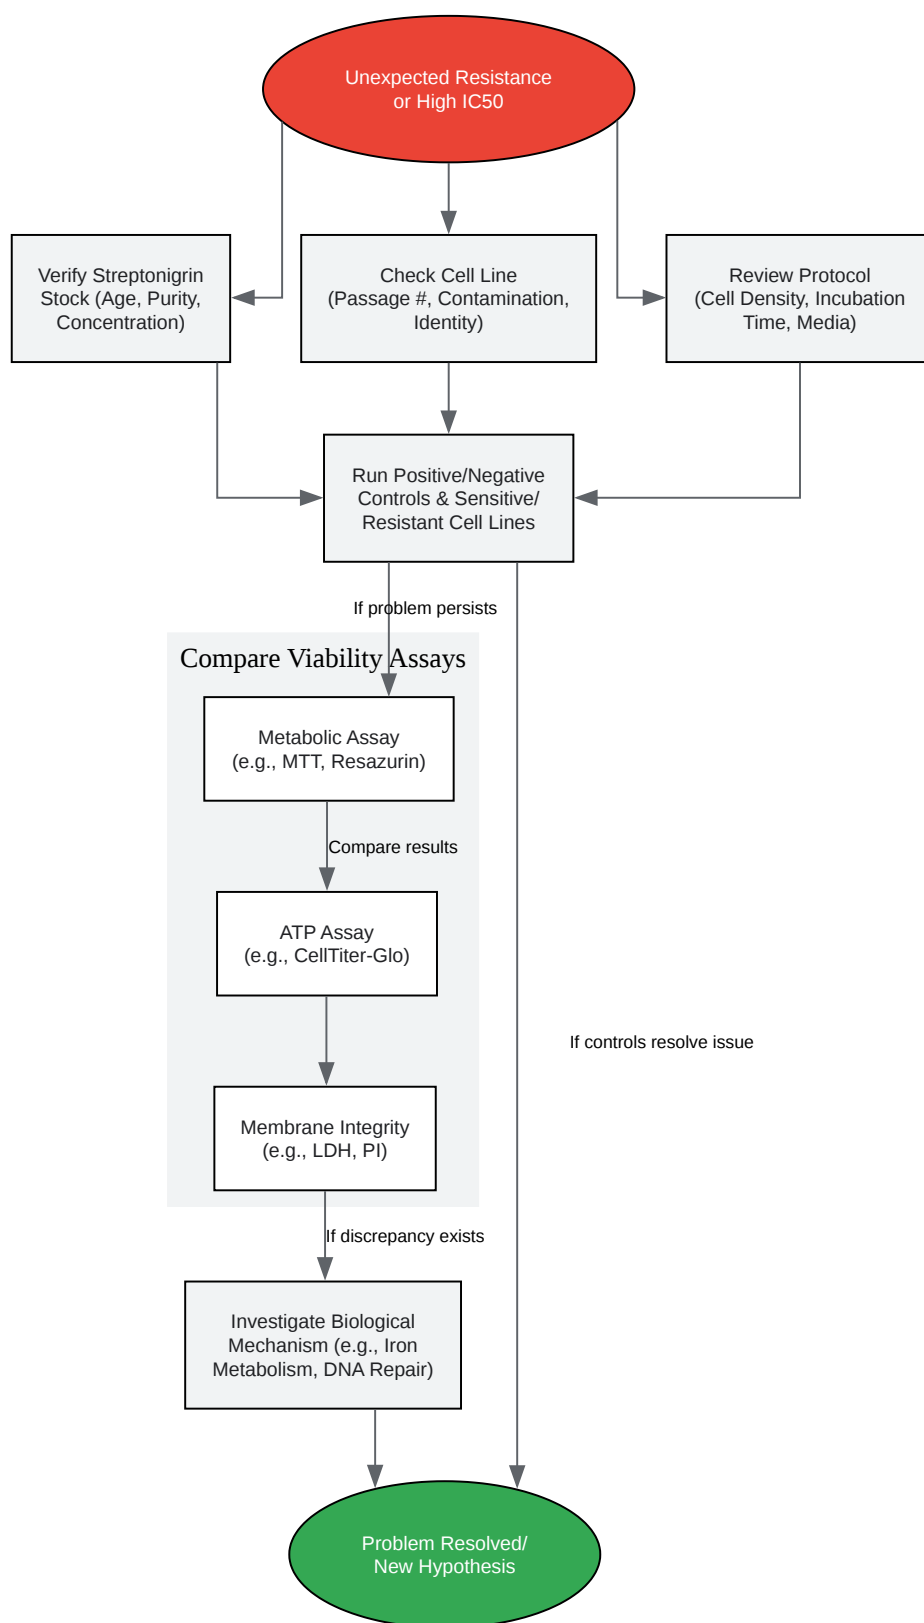 Unexpected Resistance
or High IC50
Verify Streptonigrin
Stock (Age, Purity,
Concentration)
Check Cell Line
(Passage #, Contamination,
Identity)
Review Protocol
(Cell Density, Incubation
Time, Media)
Run Positive/Negative
Controls & Sensitive/
Resistant Cell Lines
If problem persists
Compare Viability Assays
Metabolic Assay
(e.g., MTT, Resazurin)
Compare results
ATP Assay
(e.g., CellTiter-Glo)
If controls resolve issue
Membrane Integrity
(e.g., LDH, PI)
If discrepancy exists
Investigate Biological
Mechanism (e.g., Iron
Metabolism, DNA Repair)
Problem Resolved/
New Hypothesis